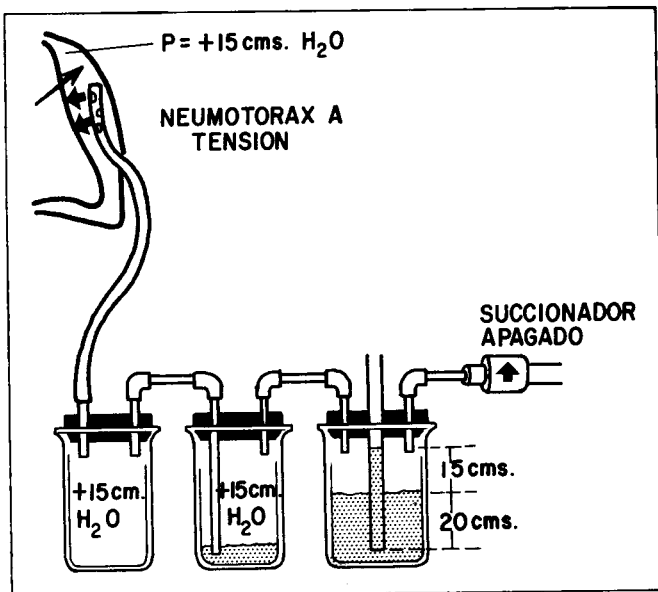 P = +15 cms. H₂O
NEUMOTORAX A
TENSION
SUCCIONADOR
APAGADO
+15 cm.
H₂O
+15 cm.
H₂O
15 cms.
20 cms.